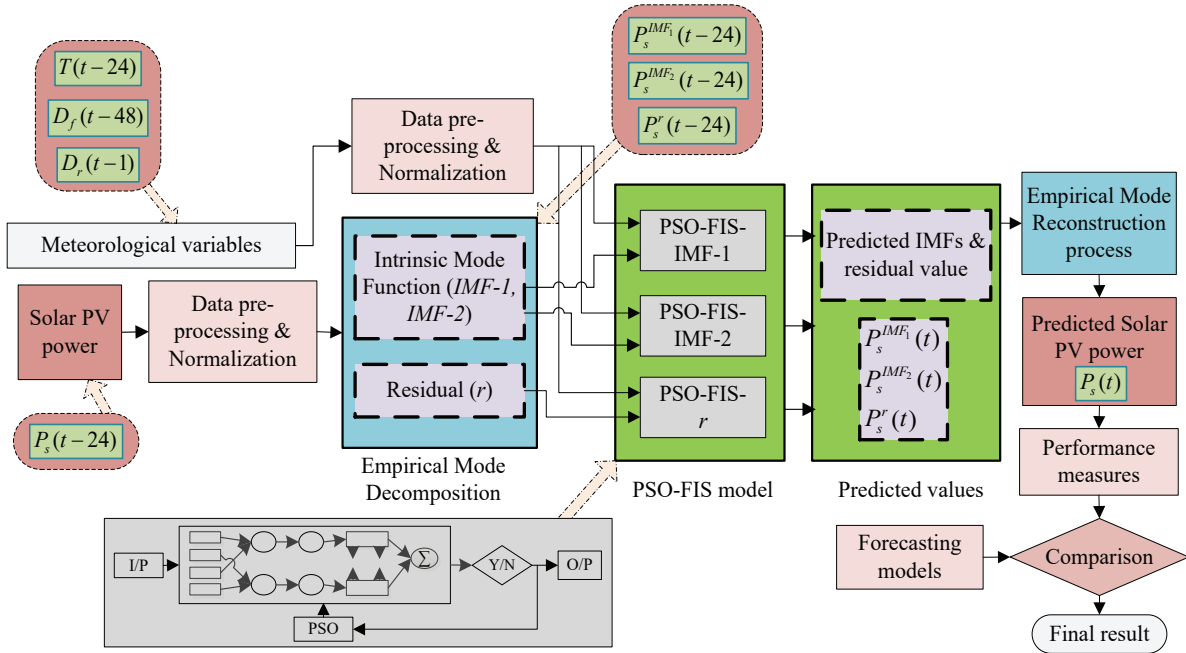 T(t−24)
D_f(t−48)
D_r(t−1)
Meteorological variables
Data pre-
processing &
Normalization
P_s^{IMF_1}(t−24)
P_s^{IMF_2}(t−24)
P_s^r(t−24)
Solar PV
power
P_s(t−24)
Data pre-
processing &
Normalization
Intrinsic Mode
Function (IMF-1,
IMF-2)
Residual (r)
Empirical Mode
Decomposition
PSO-FIS-
IMF-1
PSO-FIS-
IMF-2
PSO-FIS-
r
PSO-FIS model
Predicted IMFs &
residual value
P_s^{IMF_1}(t)
P_s^{IMF_2}(t)
P_s^r(t)
Predicted values
Empirical Mode
Reconstruction
process
Predicted Solar
PV power
P_s(t)
Performance
measures
Forecasting
models
Comparison
Final result
I/P
Σ
Y/N
O/P
PSO